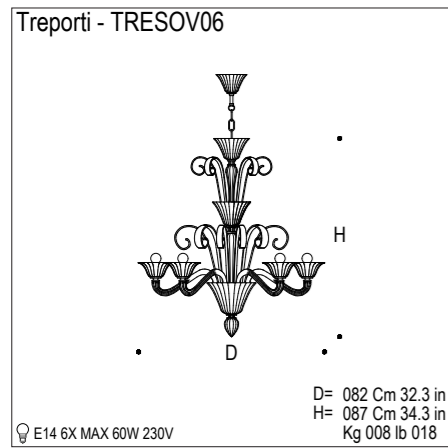 Treporti - TRESOV06
H
D
D= 082 Cm 32.3 in
H= 087 Cm 34.3 in
E14 6X MAX 60W 230V
Kg 008 lb 018